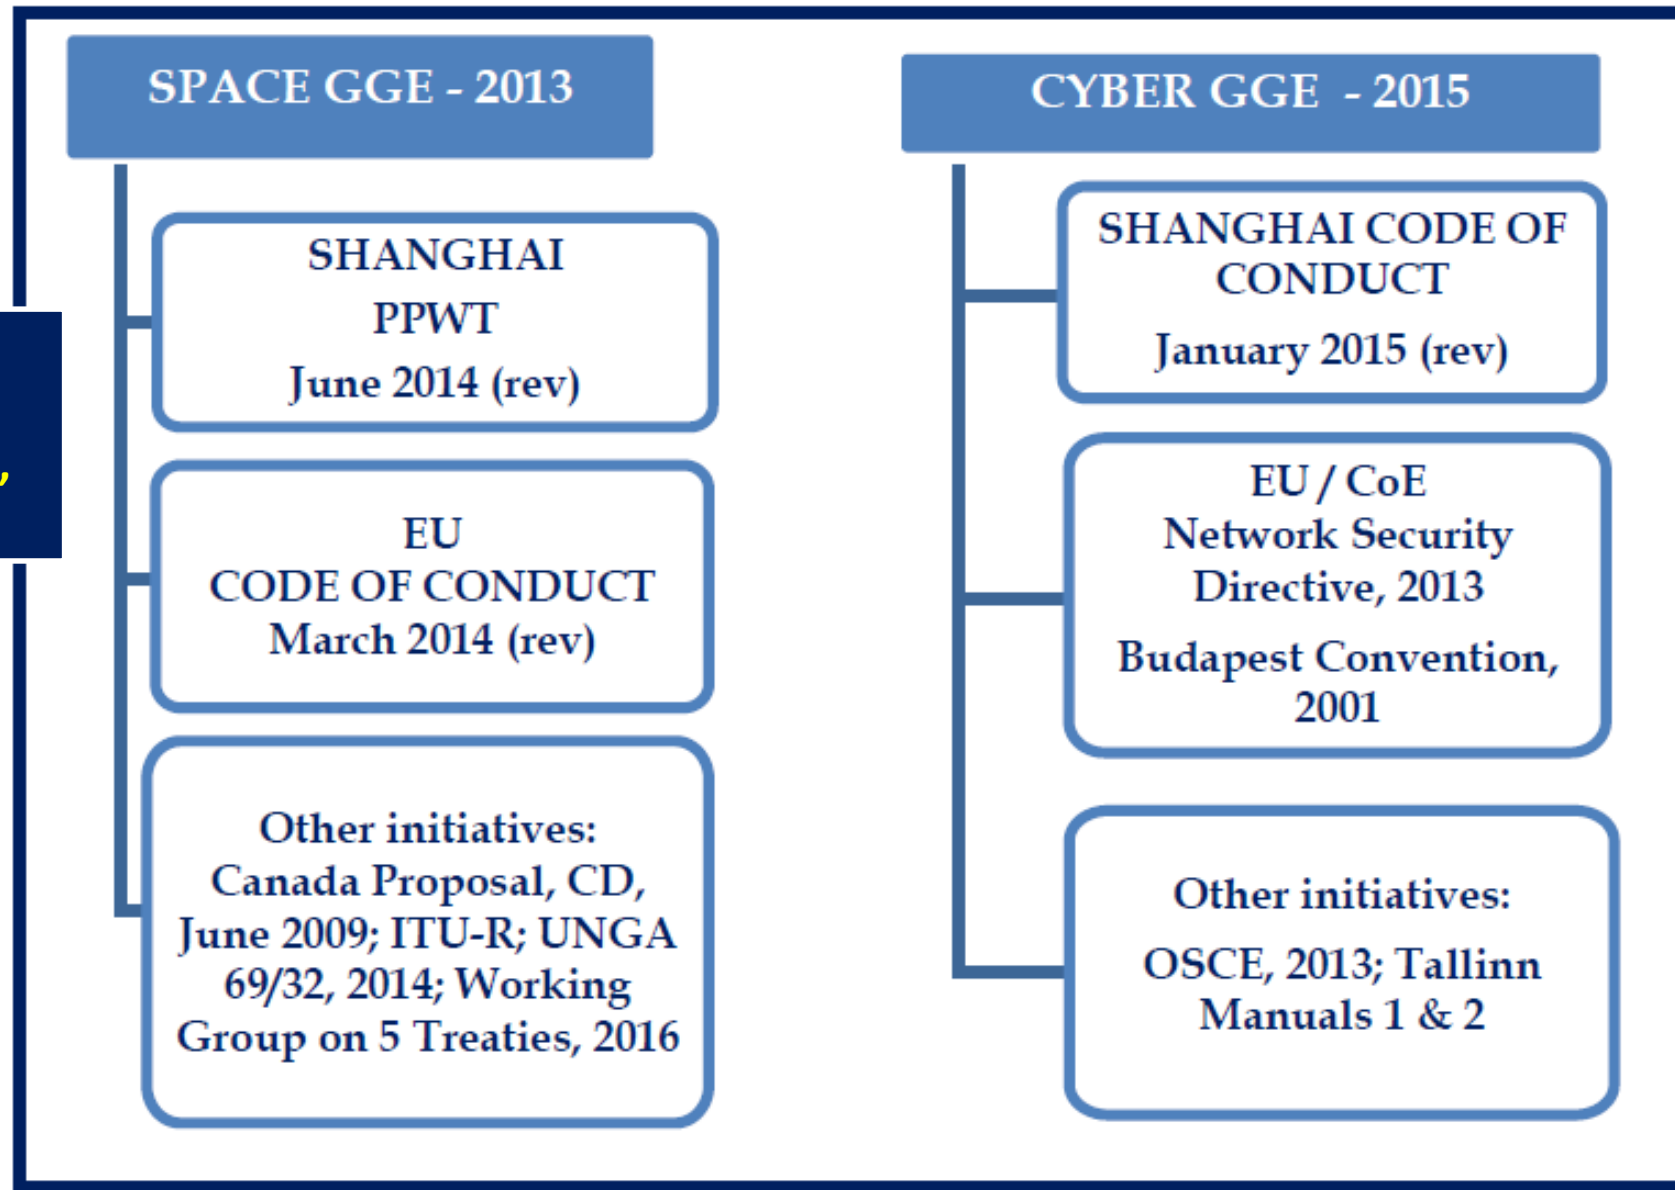 SPACE GGE - 2013
SHANGHAI
PPWT
June 2014 (rev)
EU
CODE OF CONDUCT
March 2014 (rev)
Other initiatives:
Canada Proposal, CD,
June 2009; ITU-R; UNGA
69/32, 2014; Working
Group on 5 Treaties, 2016
CYBER GGE - 2015
SHANGHAI CODE OF
CONDUCT
January 2015 (rev)
EU / CoE
Network Security
Directive, 2013
Budapest Convention,
2001
Other initiatives:
OSCE, 2013; Tallinn
Manuals 1 & 2